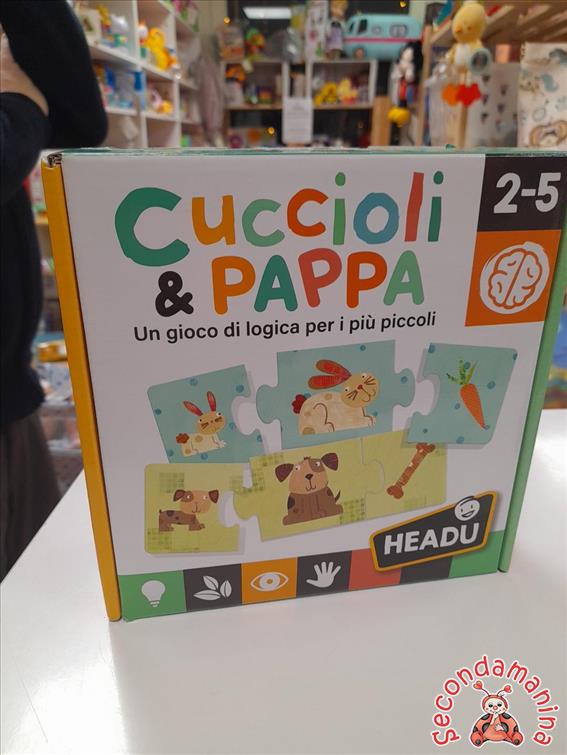 Cuccioli
& PAPPA
Un gioco di logica per i più piccoli
2-5
HEADU
Secondamanina